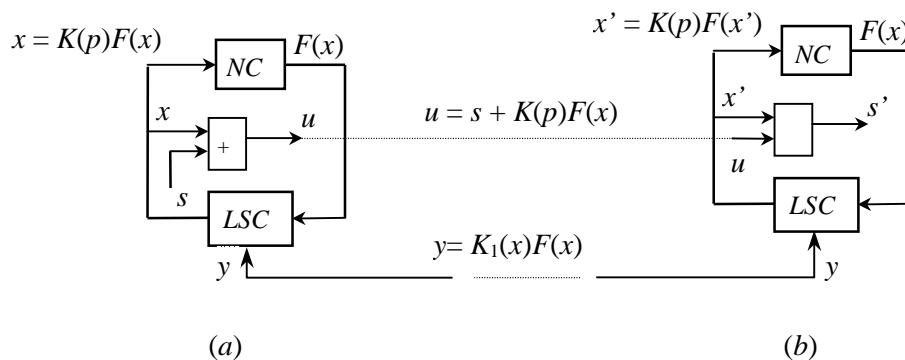 x = K(p)F(x)
F(x)
NC
x
+
u
s
LSC
y
u = s + K(p)F(x)
y= K₁(x)F(x)
x’ = K(p)F(x’)
F(x)
NC
x’
s’
u
LSC
y
(a)
(b)